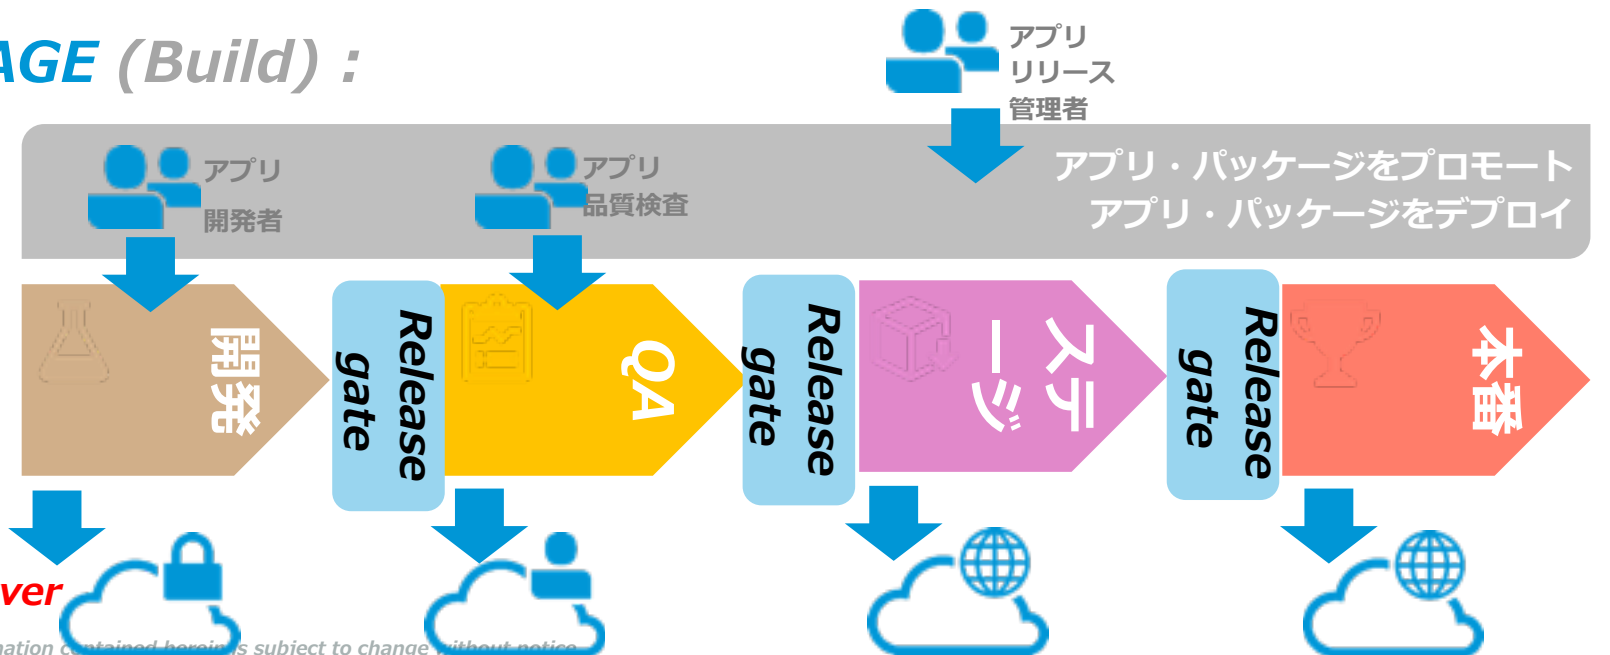 AGE (Build) :
アプリ
リリース
管理者
アプリ
開発者
アプリ
品質検査
アプリ・パッケージをプロモート
アプリ・パッケージをデプロイ
開発
Release
gate
QA
Release
gate
ステ
ージ
Release
gate
本番
ver
ation contained herein is subject to change without notice